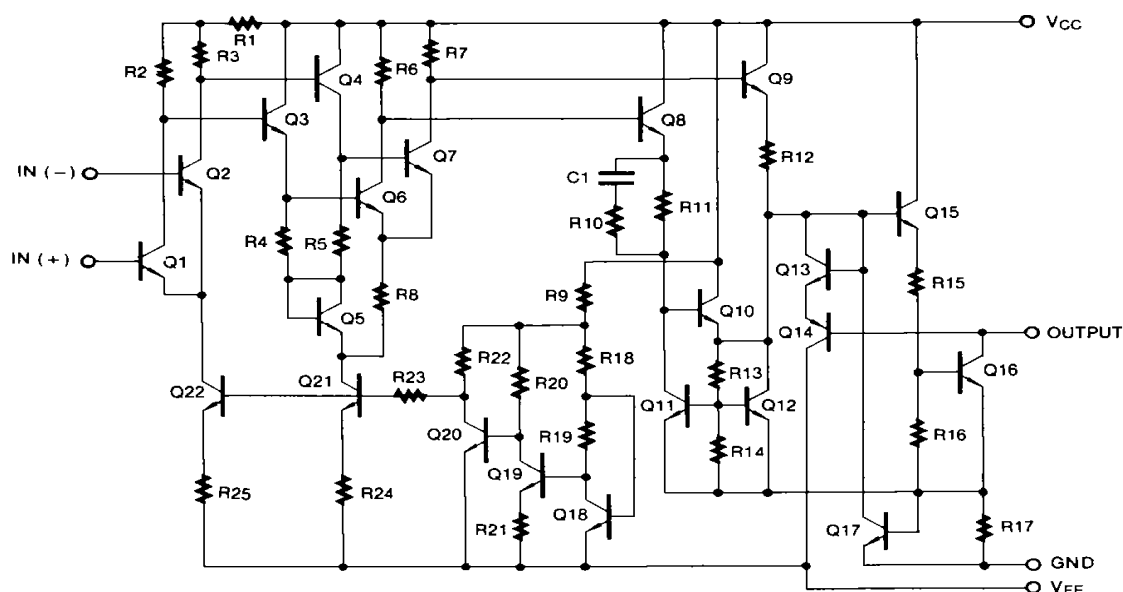 VCC
R1
R3
R7
R2
R6
Q4
Q9
Q3
Q8
IN (−)
Q2
Q7
R12
C1
Q6
R11
Q15
R4
R5
R10
IN (+)
Q1
Q13
R8
R15
R9
Q5
Q10
Q14
OUTPUT
R22
R18
R13
Q16
Q22
Q21
R23
R20
Q11
Q12
Q20
R19
R14
R16
Q19
R25
R24
R21
Q18
Q17
R17
GND
VEE